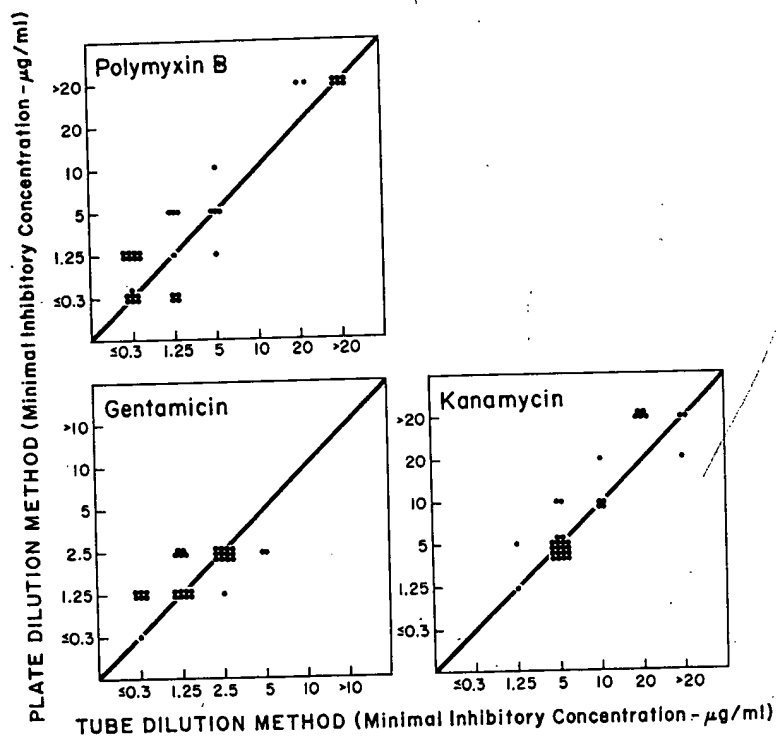 PLATE DILUTION METHOD (Minimal Inhibitory Concentration-µg/ml)
Polymyxin B
>20
20
10
5
1.25
≤0.3
≤0.3 1.25 5 10 20 >20
Gentamicin
>10
10
5
2.5
1.25
≤0.3
≤0.3 1.25 2.5 5 10 >10
Kanamycin
>20
20
10
5
1.25
≤0.3
≤0.3 1.25 5 10 20 >20
TUBE DILUTION METHOD (Minimal Inhibitory Concentration-µg/ml)